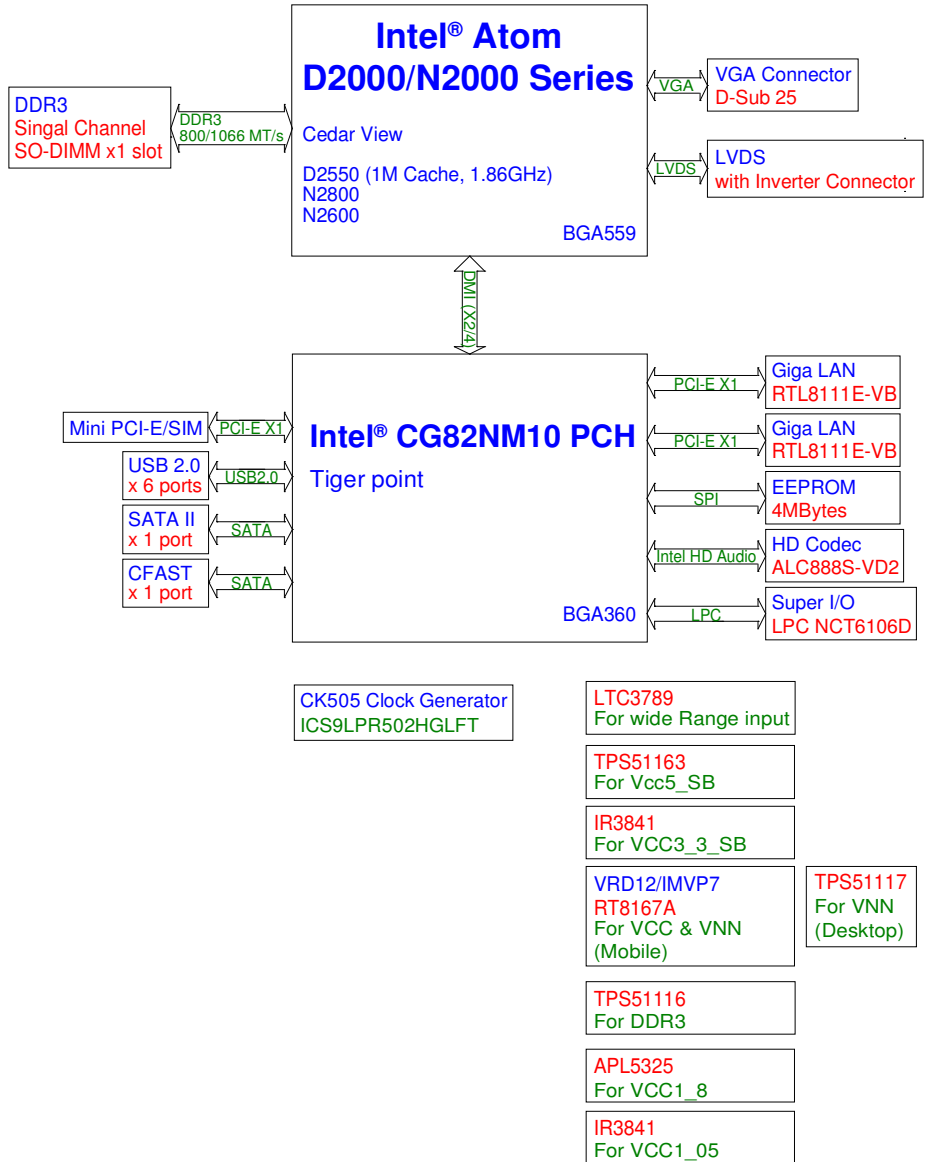 Intel® Atom
D2000/N2000 Series
Cedar View
D2550 (1M Cache, 1.86GHz)
N2800
N2600
BGA559
DDR3
Singal Channel
SO-DIMM x1 slot
DDR3
800/1066 MT/s
VGA
VGA Connector
D-Sub 25
LVDS
LVDS
with Inverter Connector
DMI (X2/4)
Intel® CG82NM10 PCH
Tiger point
BGA360
Mini PCI-E/SIM
PCI-E X1
USB 2.0
x 6 ports
USB2.0
SATA II
x 1 port
SATA
CFAST
x 1 port
SATA
PCI-E X1
Giga LAN
RTL8111E-VB
PCI-E X1
Giga LAN
RTL8111E-VB
SPI
EEPROM
4MBytes
Intel HD Audio
HD Codec
ALC888S-VD2
LPC
Super I/O
LPC NCT6106D
CK505 Clock Generator
ICS9LPR502HGLFT
LTC3789
For wide Range input
TPS51163
For Vcc5_SB
IR3841
For VCC3_3_SB
VRD12/IMVP7
RT8167A
For VCC & VNN
(Mobile)
TPS51117
For VNN
(Desktop)
TPS51116
For DDR3
APL5325
For VCC1_8
IR3841
For VCC1_05